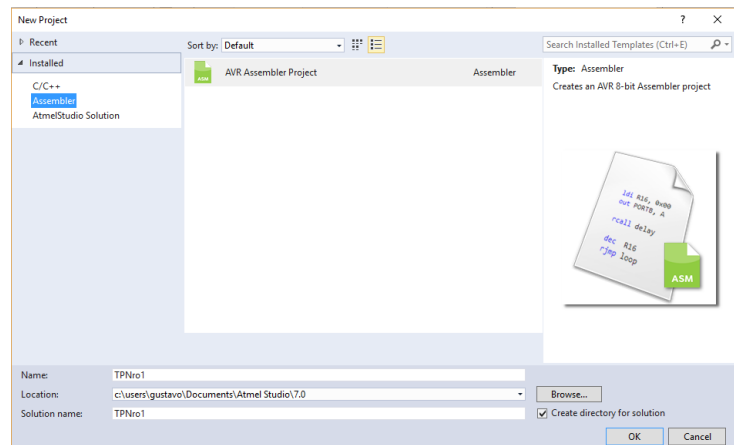 New Project
Recent
Installed
C/C++
Assembler
AtmelStudio Solution
Sort by: Default
AVR Assembler Project Assembler
Search Installed Templates (Ctrl+E)
Type: Assembler
Creates an AVR 8-bit Assembler project
ASM
ldi R16, 0x00
out PORTB, A
rcall delay
dec R16
rjmp loop
ASM
Name: TPNro1
Location: c:\users\gustavo\Documents\Atmel Studio\7.0
Browse...
Solution name: TPNro1
Create directory for solution
OK Cancel